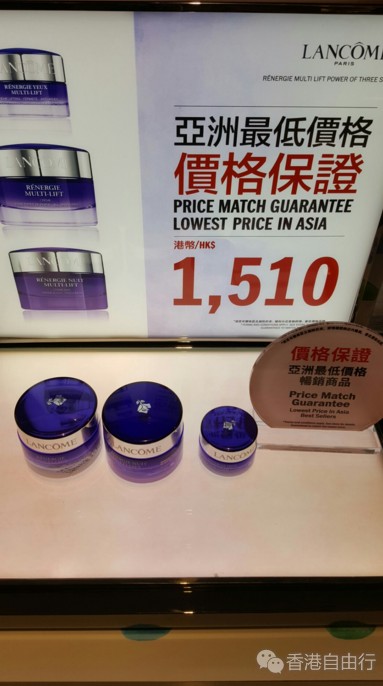 LANCÔME
PARIS
RÉNERGIE MULTI LIFT POWER OF THREE S
RÉNERGIE YEUX
MULTI-LIFT
RÉNERGIE
MULTI-LIFT
LANCÔME
RÉNERGIE NUIT
MULTI-LIFT
亞洲最低價格
價格保證
PRICE MATCH GUARANTEE
LOWEST PRICE IN ASIA
港幣/HK$
1,510
價格保證
亞洲最低價格
暢銷商品
Price Match
Guarantee
Lowest Price in Asia
Best Sellers
LANCÔME
LANCÔME
LANCÔME
香港自由行